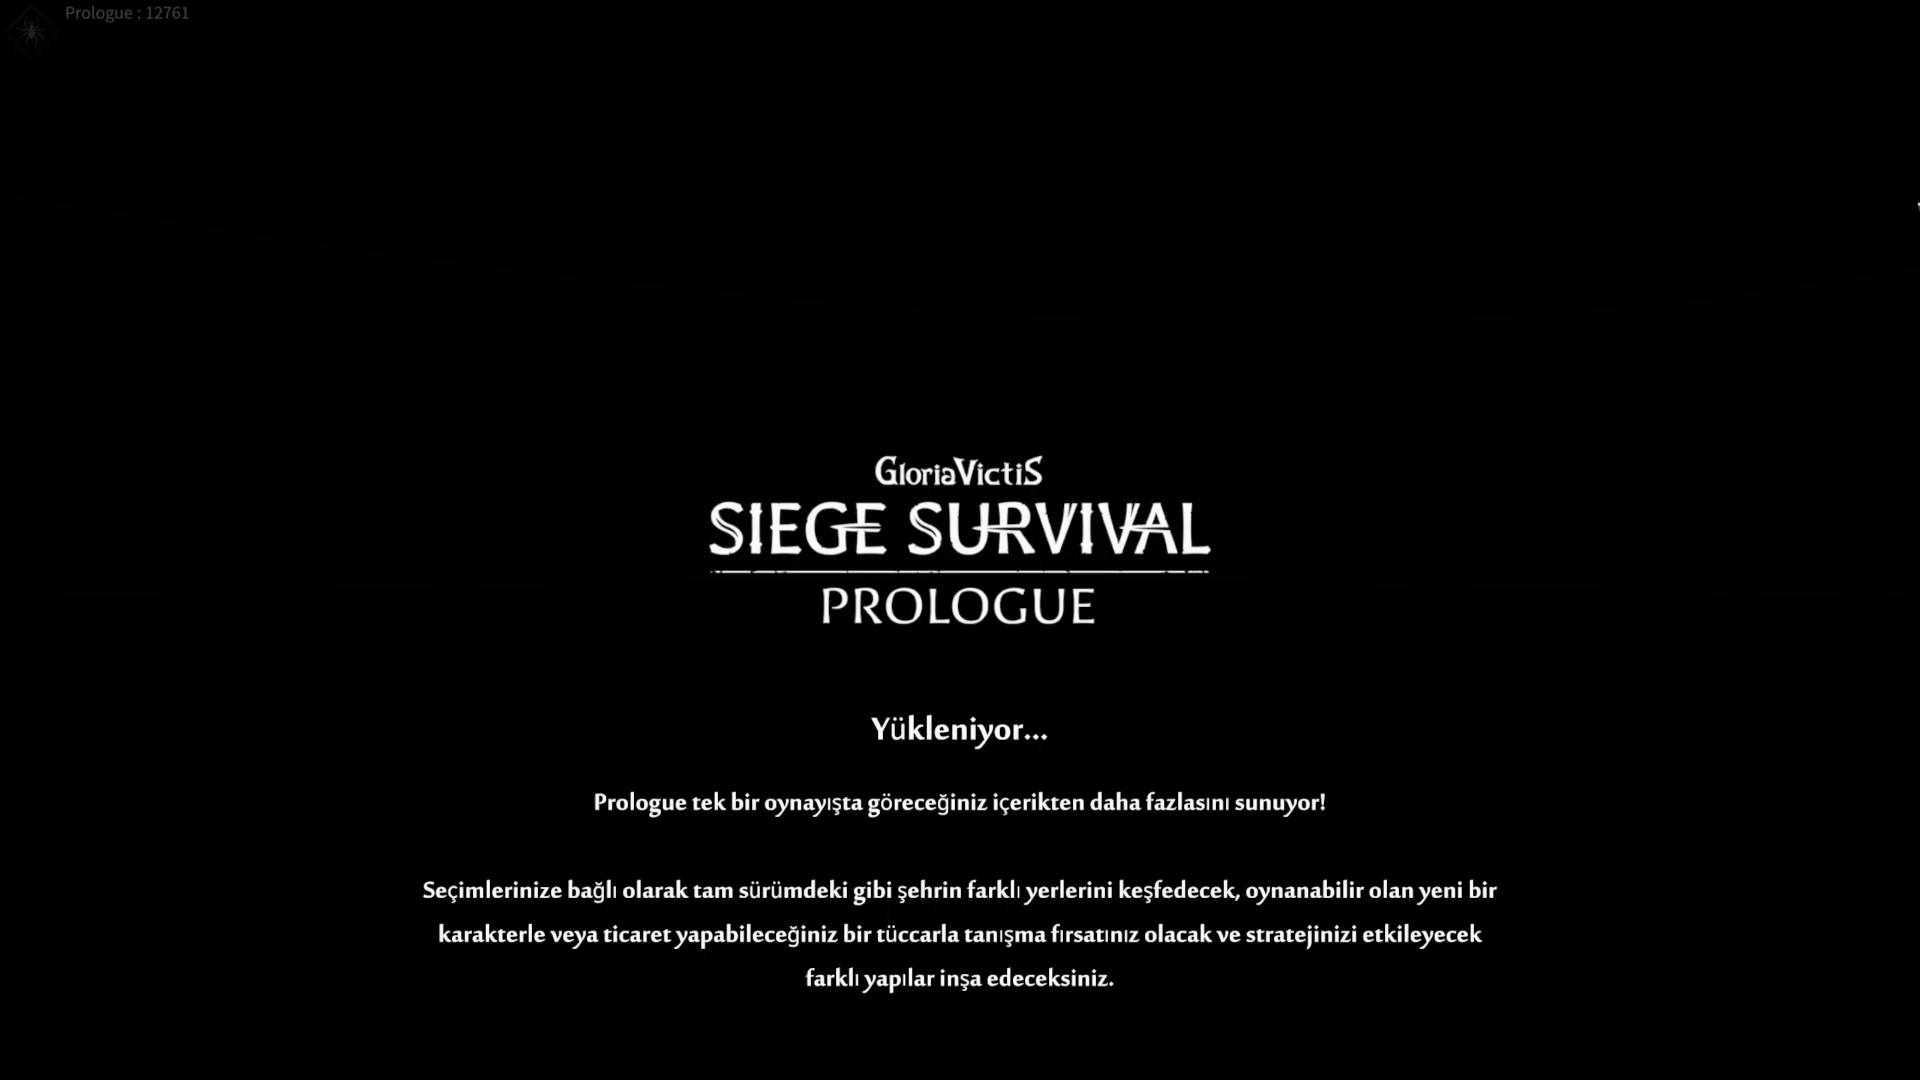 Prologue : 12761
GloriaVictiS
SIEGE SURVIVAL
PROLOGUE
Yükleniyor...
Prologue tek bir oynayışta göreceğiniz içerikten daha fazlasını sunuyor!
Seçimlerinize bağlı olarak tam sürümdeki gibi şehrin farklı yerlerini keşfedecek, oynanabilir olan yeni bir
karakterle veya ticaret yapabileceğiniz bir tüccarla tanışma fırsatınız olacak ve stratejinizi etkileyecek
farklı yapılar inşa edeceksiniz.